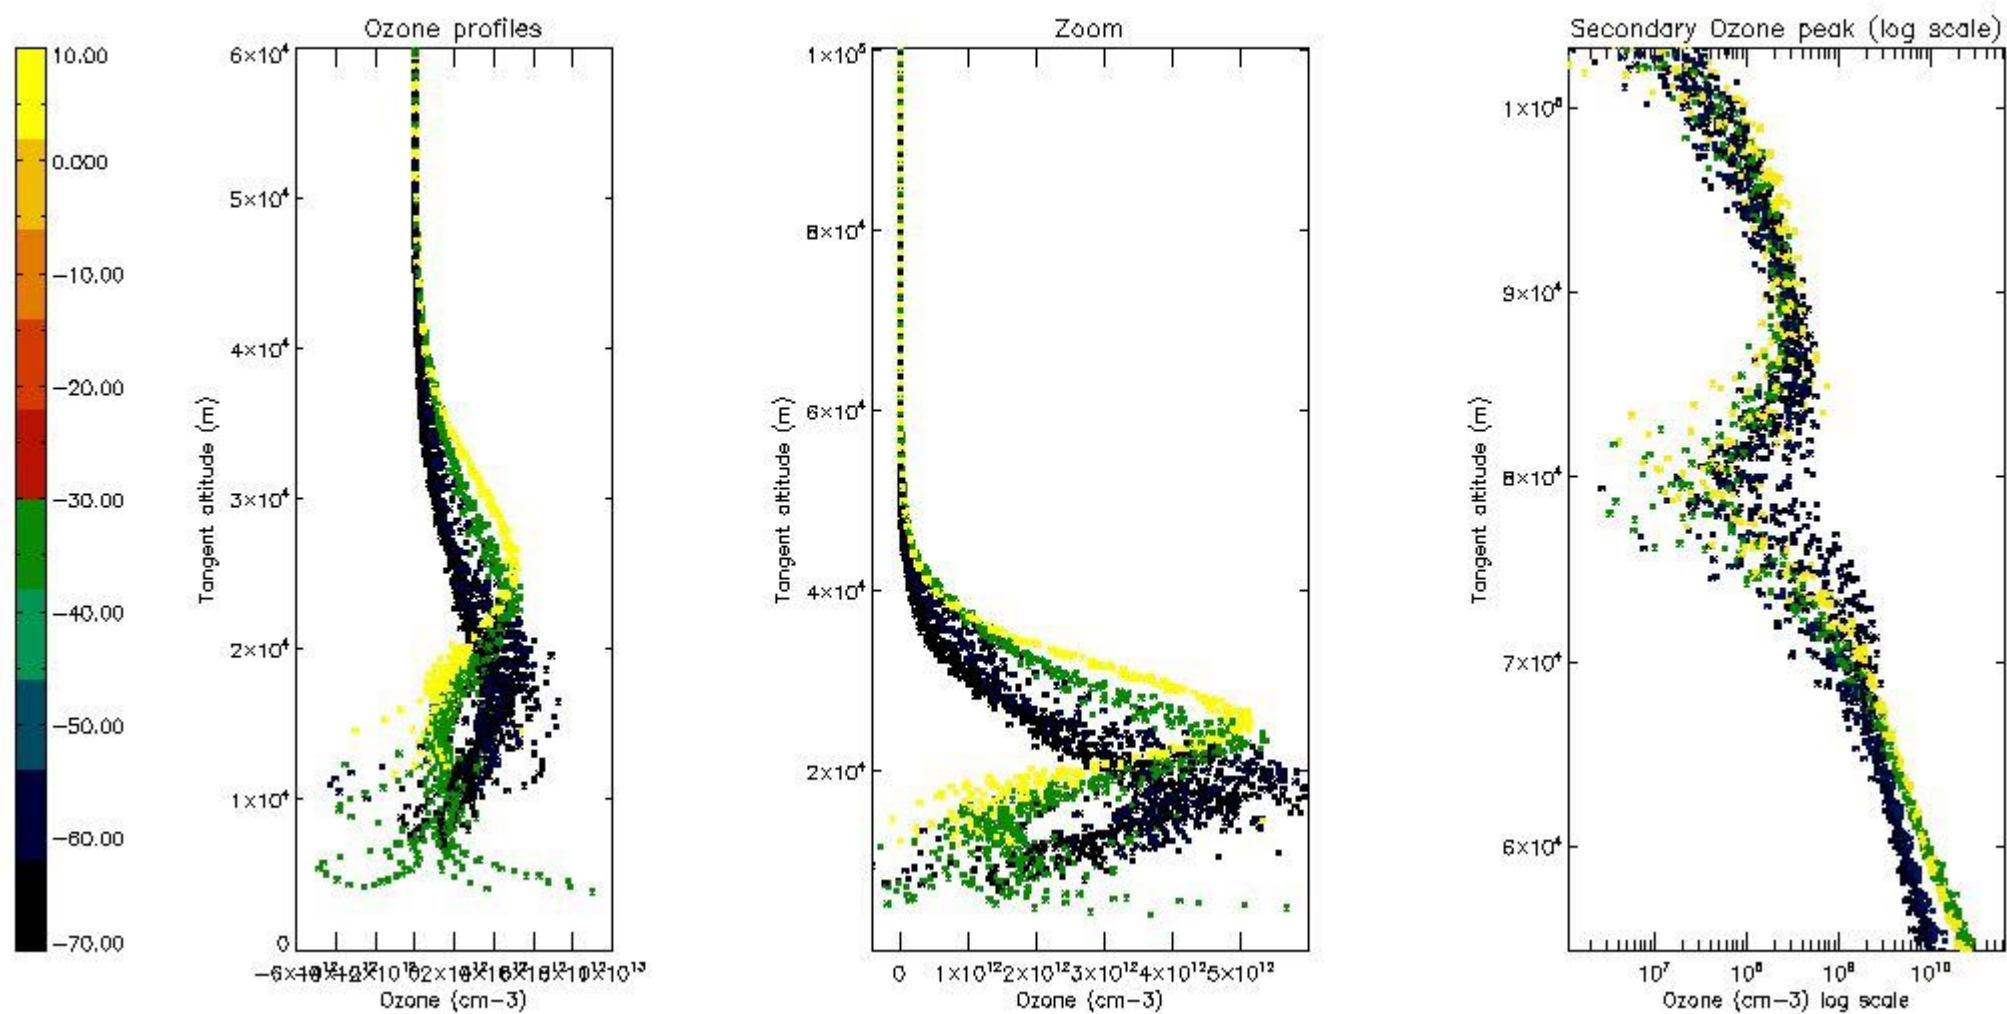 Ozone profiles
Zoom
Secondary Ozone peak (log scale)
10.00
0.000
−10.00
−20.00
−30.00
−40.00
−50.00
−60.00
−70.00
6×10⁴
5×10⁴
4×10⁴
3×10⁴
2×10⁴
1×10⁴
0
Tangent altitude (m)
Ozone (cm−3)
1×10⁵
8×10⁴
6×10⁴
4×10⁴
2×10⁴
Tangent altitude (m)
0 1×10¹² 2×10¹² 3×10¹² 4×10¹² 5×10¹²
Ozone (cm−3)
1×10⁵
9×10⁴
8×10⁴
7×10⁴
6×10⁴
Tangent altitude (m)
10⁷ 10⁸ 10⁹ 10¹⁰
Ozone (cm−3) log scale